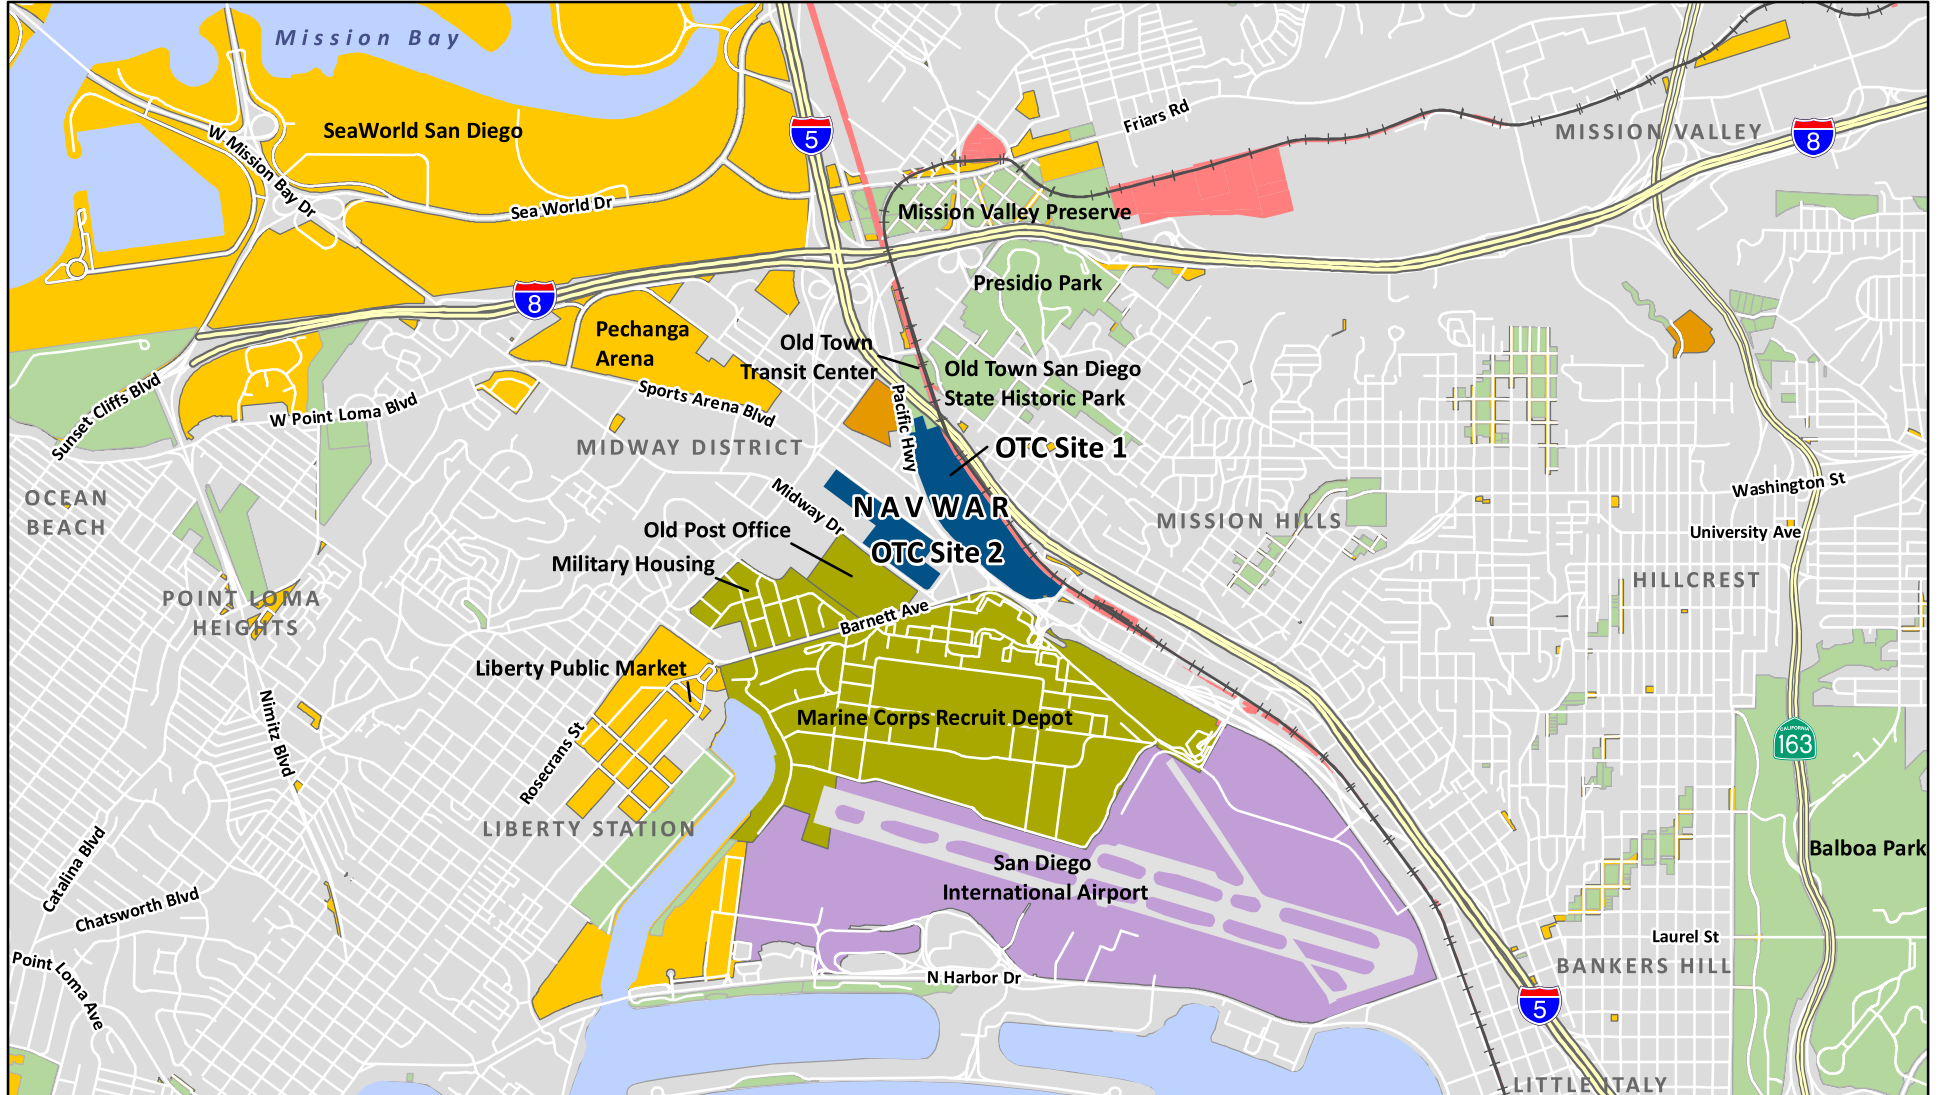 Mission Bay
SeaWorld San Diego
W Mission Bay Dr
Sea World Dr
5
Friars Rd
MISSION VALLEY
8
Mission Valley Preserve
Presidio Park
8
Pechanga
Arena
Old Town
Transit Center
Old Town San Diego
State Historic Park
Sunset Cliffs Blvd
W Point Loma Blvd
Sports Arena Blvd
Pacific Hwy
MIDWAY DISTRICT
OTC Site 1
OCEAN
BEACH
Midway Dr
NAVWAR
OTC Site 2
MISSION HILLS
Washington St
University Ave
HILLCREST
Old Post Office
Military Housing
POINT LOMA
HEIGHTS
Barnett Ave
Liberty Public Market
Nimitz Blvd
Rosecrans St
Marine Corps Recruit Depot
CALIFORNIA
163
LIBERTY STATION
Catalina Blvd
Chatsworth Blvd
Point Loma Ave
San Diego
International Airport
Balboa Park
Laurel St
BANKERS HILL
N Harbor Dr
5
LITTLE ITALY